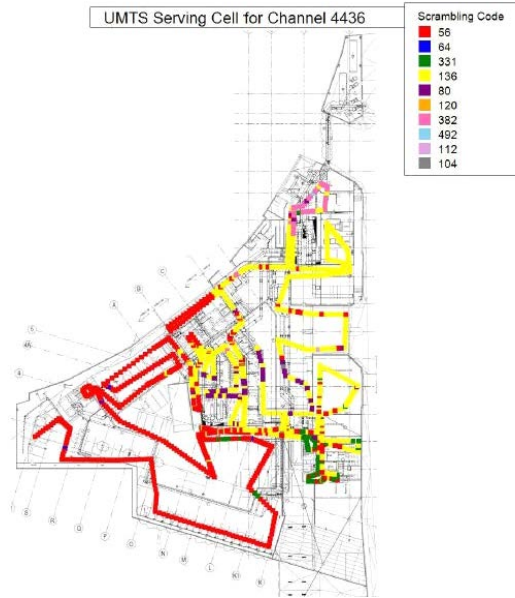 UMTS Serving Cell for Channel 4436
Scrambling Code
56
64
331
136
80
120
382
492
112
104
C
B
A
S
R
Q
P
O
N
M
L